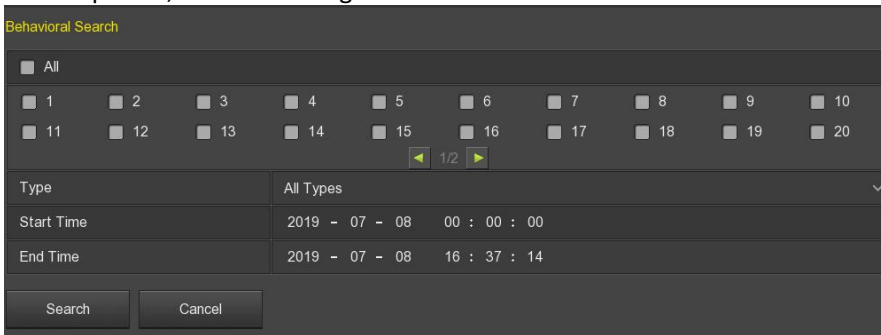 Behavioral Search
All
1 2 3 4 5 6 7 8 9 10
11 12 13 14 15 16 17 18 19 20
1/2
Type All Types
Start Time 2019 - 07 - 08 00 : 00 : 00
End Time 2019 - 07 - 08 16 : 37 : 14
Search Cancel